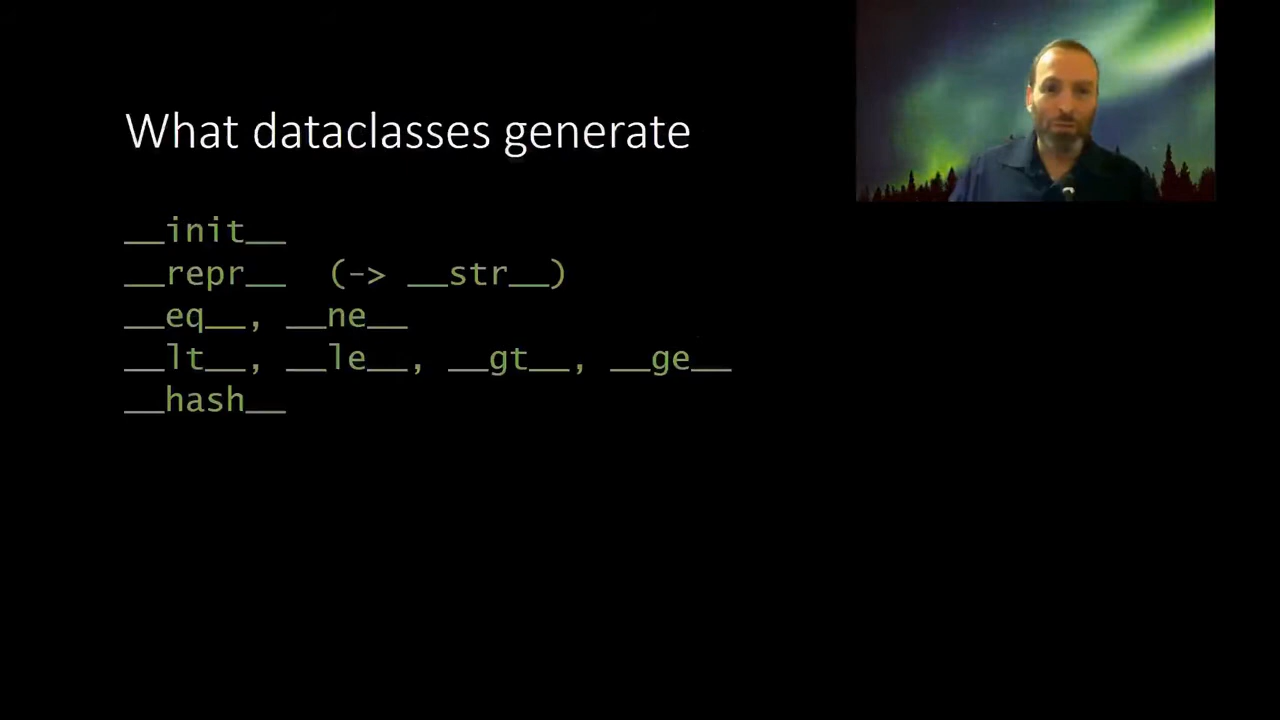 What dataclasses generate
__init__
__repr__ (-> __str__)
__eq__, __ne__
__lt__, __le__, __gt__, __ge__
__hash__